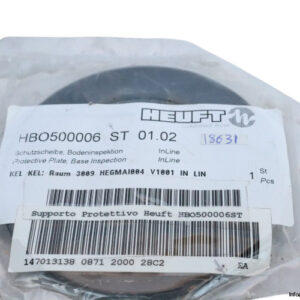 HEUFT
HBO500006 ST 01.02
18631
Schutzscheibe, Bodeninspektion InLine
Protective Plate, Base Inspection InLine
KEL KEL: Raum 3009 HEGMAI004 V1001 IN LIN
1 St
Pcs
Supporto Protettivo Heuft HBO500006ST
147013138 0871 2000 28C2 EA